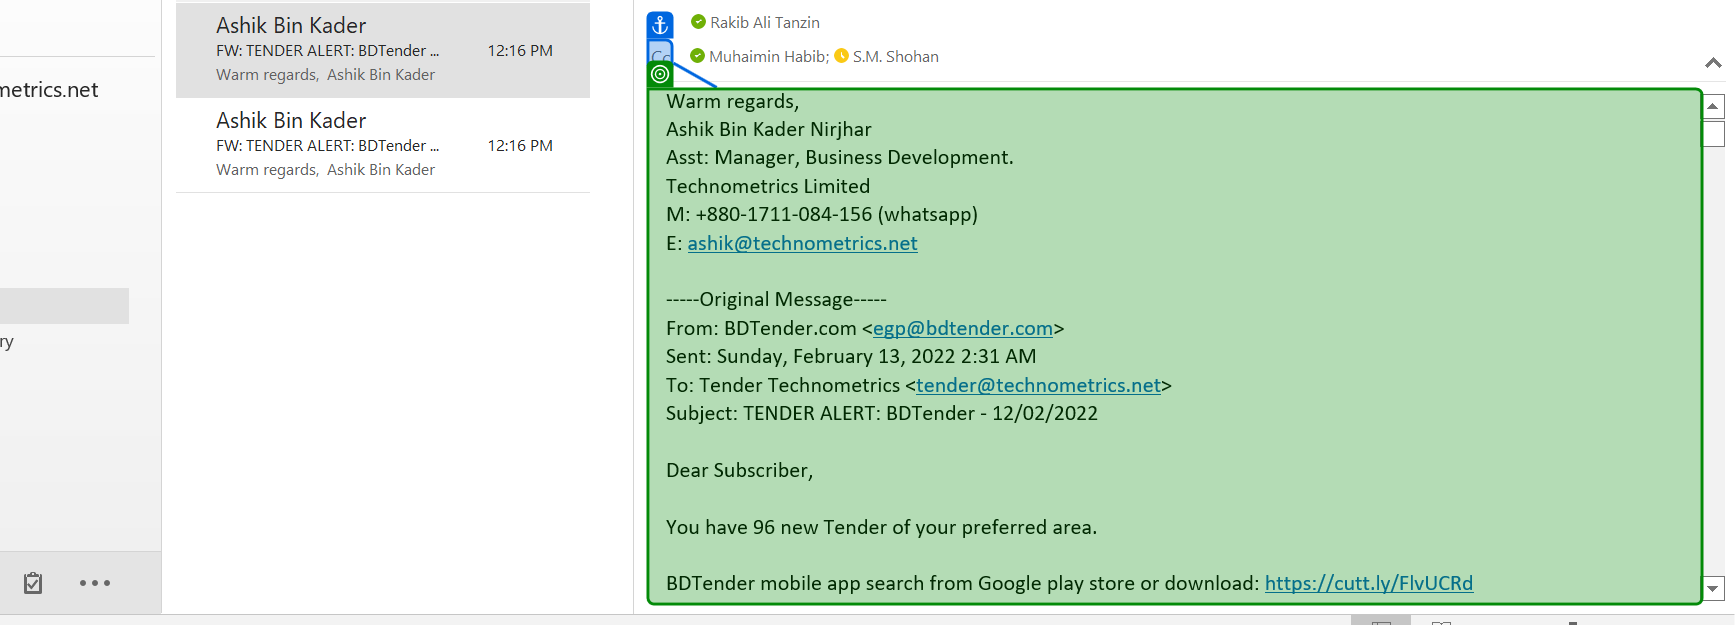 netrics.net
ry
Ashik Bin Kader
FW: TENDER ALERT: BDTender ... 12:16 PM
Warm regards, Ashik Bin Kader
Ashik Bin Kader
FW: TENDER ALERT: BDTender ... 12:16 PM
Warm regards, Ashik Bin Kader
Rakib Ali Tanzin
Cc Muhaimin Habib; S.M. Shohan
Warm regards,
Ashik Bin Kader Nirjhar
Asst: Manager, Business Development.
Technometrics Limited
M: +880-1711-084-156 (whatsapp)
E: ashik@technometrics.net
-----Original Message-----
From: BDTender.com <egp@bdtender.com>
Sent: Sunday, February 13, 2022 2:31 AM
To: Tender Technometrics <tender@technometrics.net>
Subject: TENDER ALERT: BDTender - 12/02/2022
Dear Subscriber,
You have 96 new Tender of your preferred area.
BDTender mobile app search from Google play store or download: https://cutt.ly/FlvUCRd